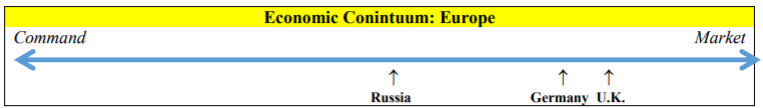 Economic Conintuum: Europe
Command Market
Russia Germany U.K.